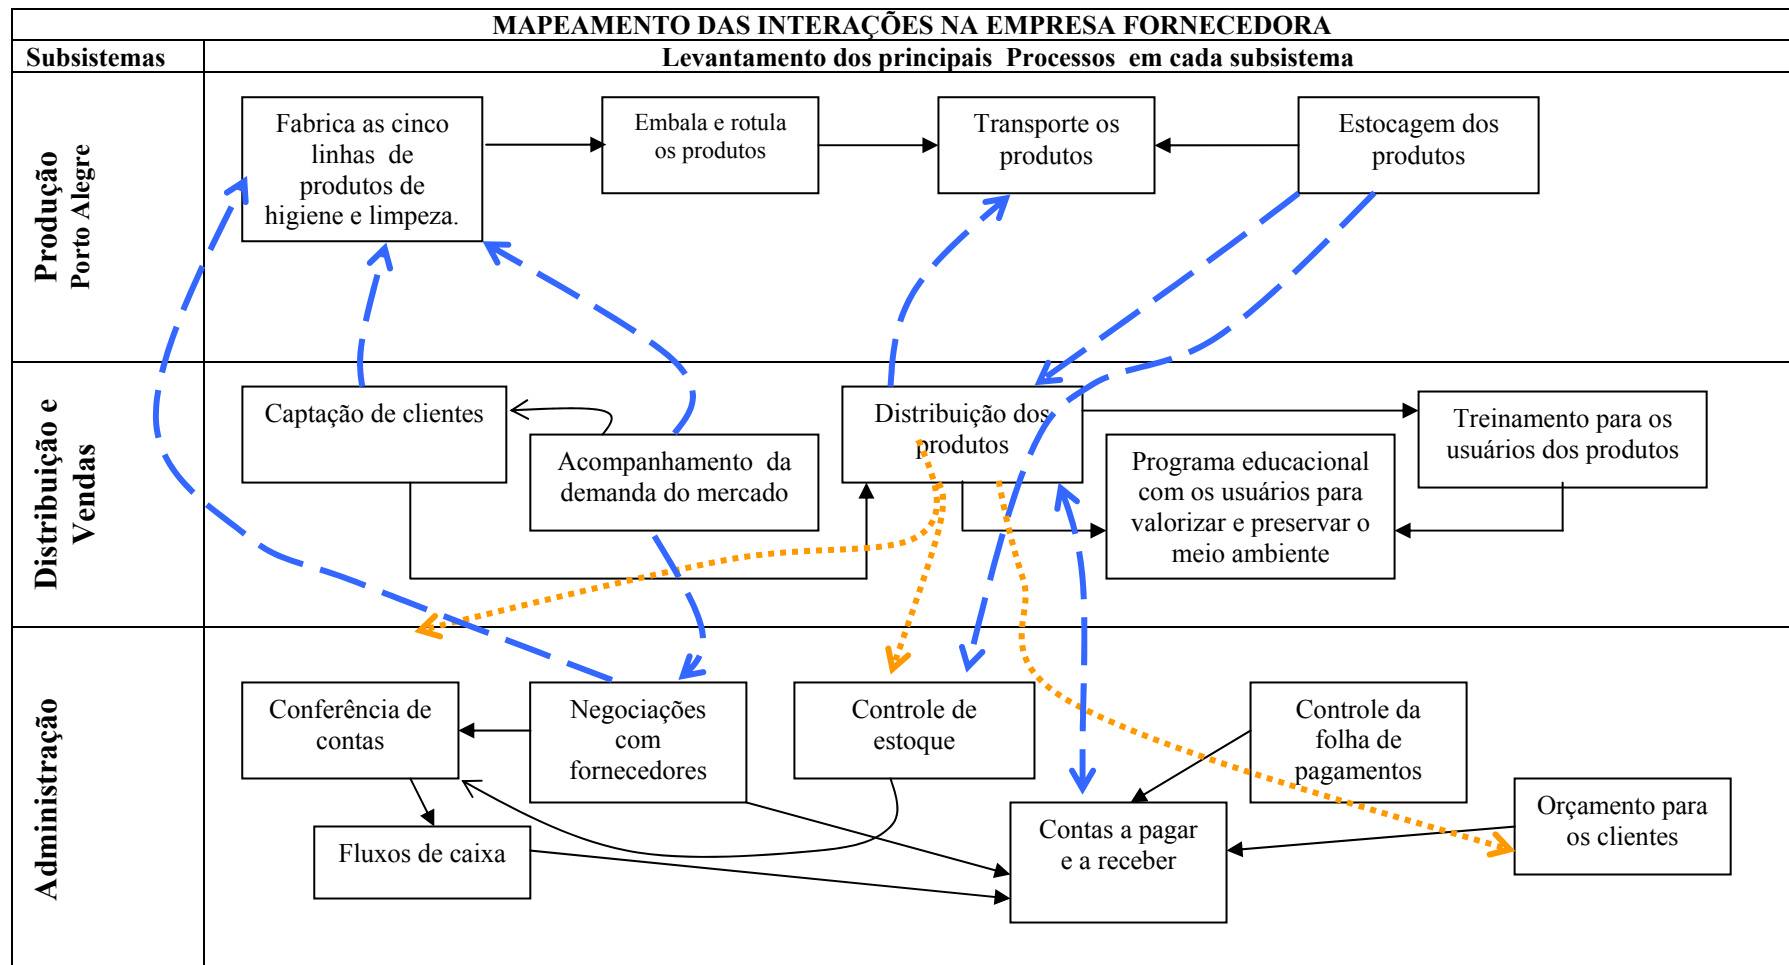 MAPEAMENTO DAS INTERAÇÕES NA EMPRESA FORNECEDORA
Subsistemas
Levantamento dos principais Processos em cada subsistema
Produção
Porto Alegre
Fabrica as cinco
linhas de
produtos de
higiene e limpeza.
Embala e rotula
os produtos
Transporte os
produtos
Estocagem dos
produtos
Distribuição e
Vendas
Captação de clientes
Acompanhamento da
demanda do mercado
Distribuição dos
produtos
Programa educacional
com os usuários para
valorizar e preservar o
meio ambiente
Treinamento para os
usuários dos produtos
Administração
Conferência de
contas
Negociações
com
fornecedores
Controle de
estoque
Controle da
folha de
pagamentos
Fluxos de caixa
Contas a pagar
e a receber
Orçamento para
os clientes